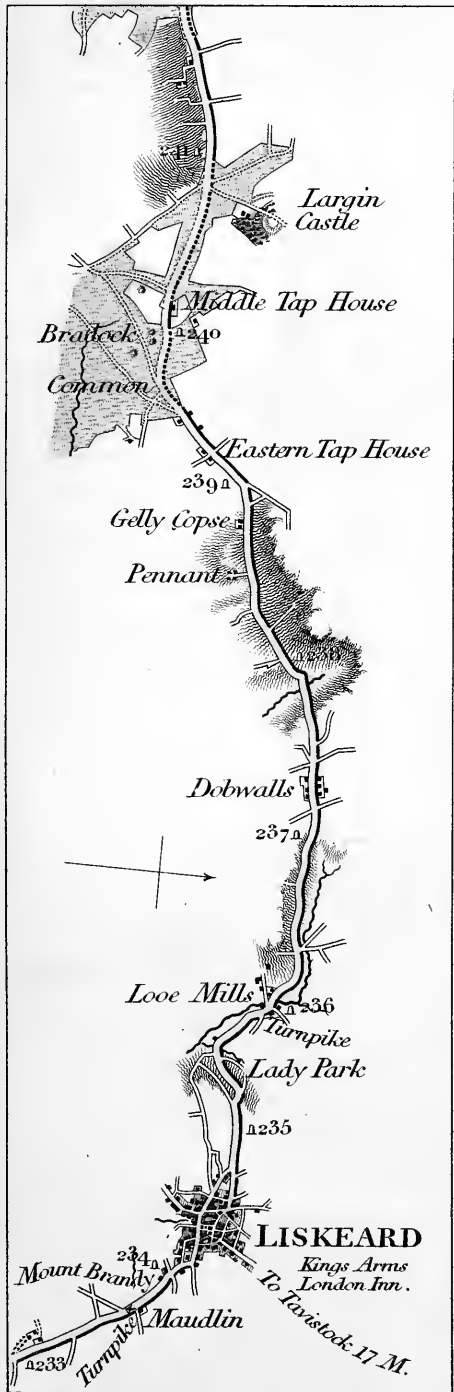 241
Largin
Castle
Middle Tap House
Bradock
240
Common
Eastern Tap House
239
Gelly Copse
Pennant
238
Dobwalls
237
Looe Mills
236
Turnpike
Lady Park
235
LISKEARD
Kings Arms
London Inn.
234
Mount Brandy
To Tavistock 17 M.
Maudlin
Turnpike
233